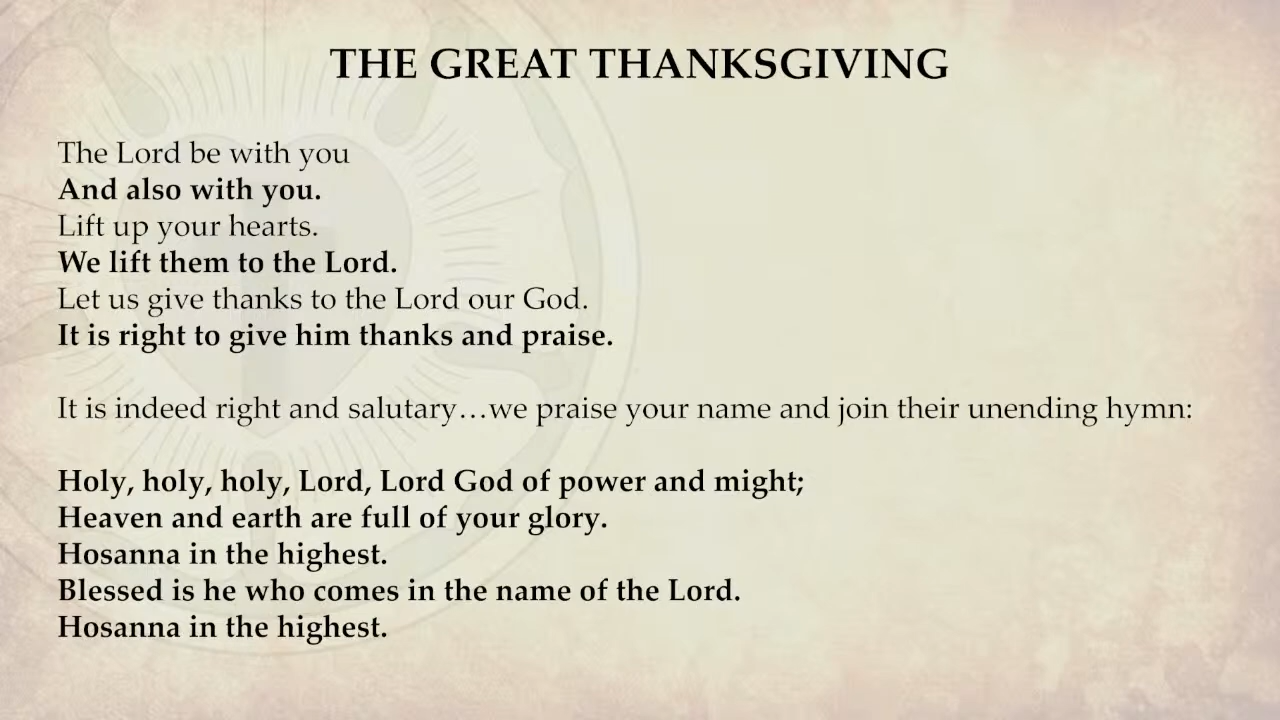 THE GREAT THANKSGIVING
The Lord be with you
And also with you.
Lift up your hearts.
We lift them to the Lord.
Let us give thanks to the Lord our God.
It is right to give him thanks and praise.
It is indeed right and salutary…we praise your name and join their unending hymn:
Holy, holy, holy, Lord, Lord God of power and might;
Heaven and earth are full of your glory.
Hosanna in the highest.
Blessed is he who comes in the name of the Lord.
Hosanna in the highest.